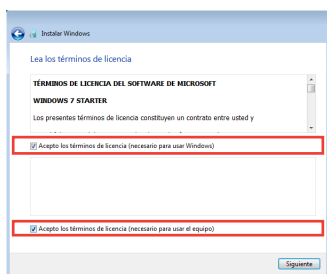 Instalar Windows
Lea los términos de licencia
TÉRMINOS DE LICENCIA DEL SOFTWARE DE MICROSOFT
WINDOWS 7 STARTER
Los presentes términos de licencia constituyen un contrato entre usted y
Acepto los términos de licencia (necesario para usar Windows)
Acepto los términos de licencia (necesario para usar el equipo)
Siguiente